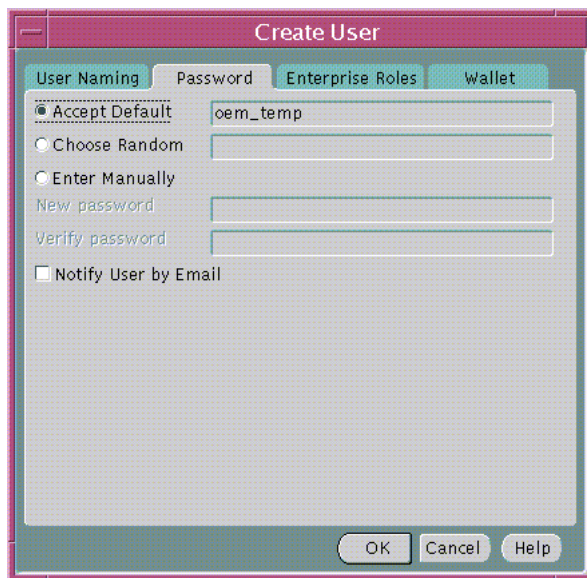 Create User
User Naming Password Enterprise Roles Wallet
Accept Default oem_temp
Choose Random
Enter Manually
New password
Verify password
Notify User by Email
OK Cancel Help